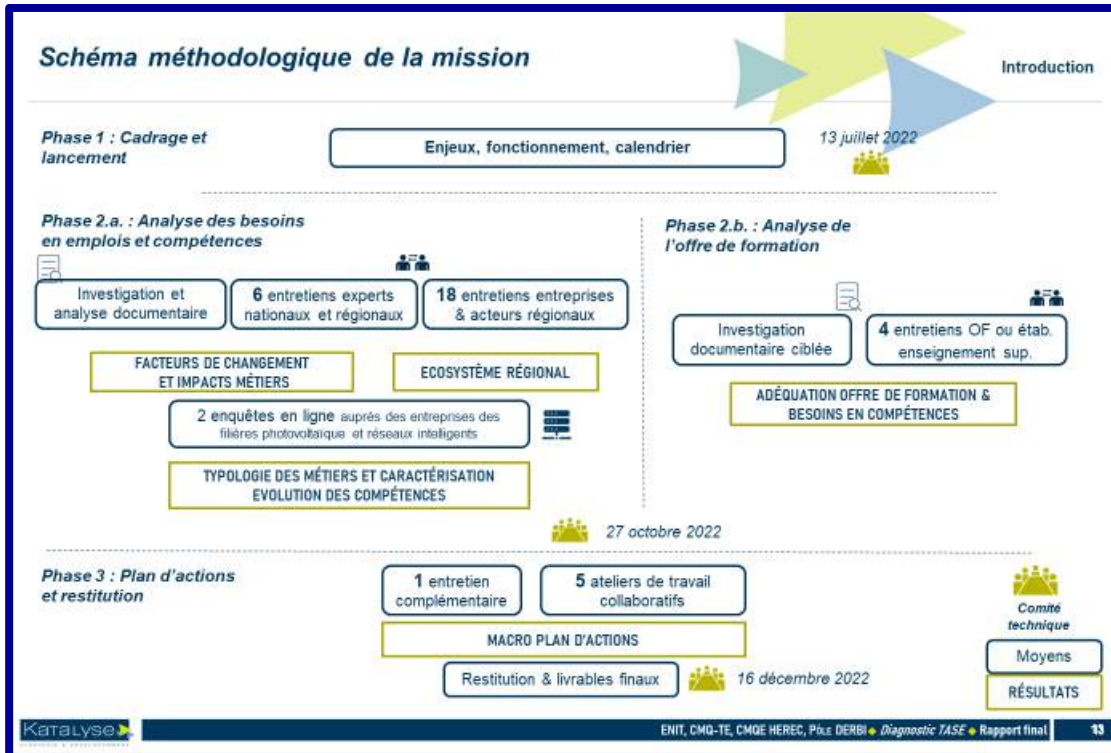 Schéma méthodologique de la mission
Introduction
Phase 1 : Cadrage et
lancement
Enjeux, fonctionnement, calendrier
13 juillet 2022
Phase 2.a. : Analyse des besoins
en emplois et compétences
Investigation et
analyse documentaire
6 entretiens experts
nationaux et régionaux
18 entretiens entreprises
& acteurs régionaux
FACTEURS DE CHANGEMENT
ET IMPACTS MÉTIERS
ECOSYSTÈME RÉGIONAL
2 enquêtes en ligne auprès des entreprises des
filières photovoltaïque et réseaux intelligents
TYPOLOGIE DES MÉTIERS ET CARACTÉRISATION
EVOLUTION DES COMPÉTENCES
Phase 2.b. : Analyse de
l'offre de formation
Investigation
documentaire ciblée
4 entretiens OF ou étab.
enseignement sup.
ADÉQUATION OFFRE DE FORMATION &
BESOINS EN COMPÉTENCES
27 octobre 2022
Phase 3 : Plan d'actions
et restitution
1 entretien
complémentaire
5 ateliers de travail
collaboratifs
MACRO PLAN D'ACTIONS
Restitution & livrables finaux
16 décembre 2022
Comité
technique
Moyens
RÉSULTATS
KATALYSE
ENIT, CMQ-TE, CMQE HEREC, PÔLE DERBI ◆ Diagnostic TASE ◆ Rapport final
13